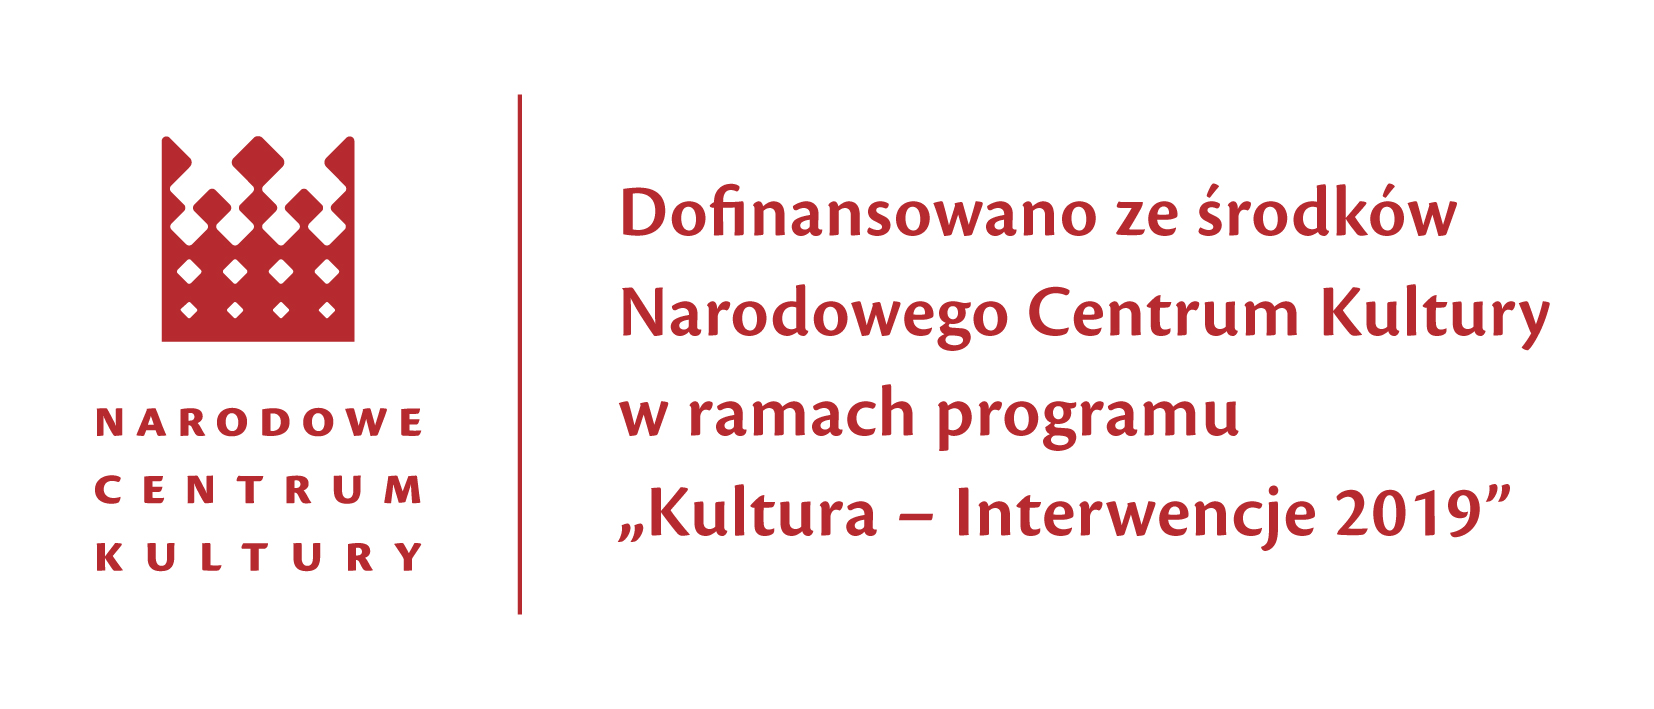 NARODOWE
CENTRUM
KULTURY
Dofinansowano ze środków
Narodowego Centrum Kultury
w ramach programu
„Kultura – Interwencje 2019”